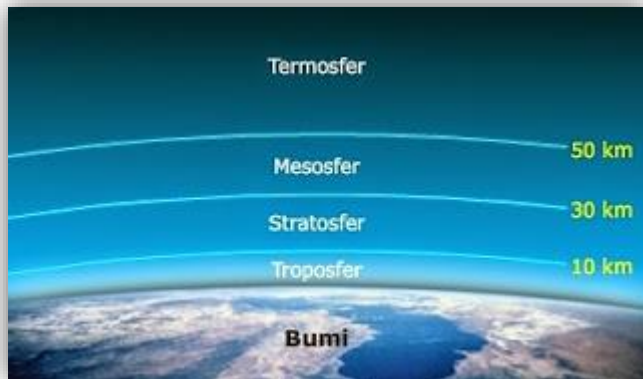 Termosfer
50 km
Mesosfer
30 km
Stratosfer
10 km
Troposfer
Bumi